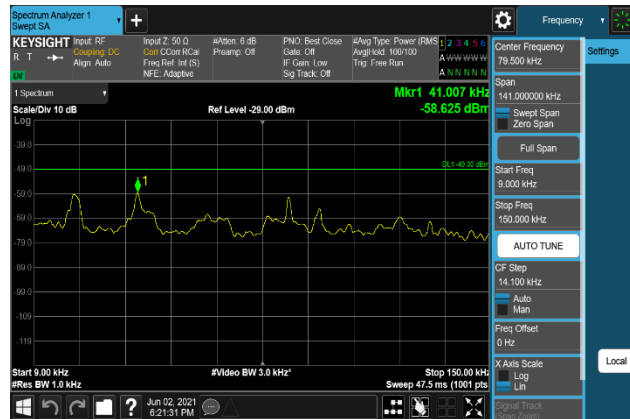 Spectrum Analyzer 1
Swept SA
Frequency
KEYSIGHT
R T
LW
Input: RF
Coupling: DC
Align: Auto
Input Z: 50 Ω
Corr CCorr RCal
Freq Ref: Int (S)
NFE: Adaptive
#Atten: 6 dB
Preamp: Off
PNO: Best Close
Gate: Off
IF Gain: Low
Sig Track: Off
#Avg Type: Power (RMS
Avg|Hold: 100/100
Trig: Free Run
1 2 3 4 5 6
A W W W W W
A N N N N N
1 Spectrum
Scale/Div 10 dB
Ref Level -29.00 dBm
Mkr1 41.007 kHz
-58.625 dBm
Log
-39.0
-49.0
-59.0
-69.0
-79.0
-89.0
-109
-119
DL1 -49.00 dBm
1
Start 9.00 kHz
#Video BW 3.0 kHz*
Stop 150.00 kHz
#Res BW 1.0 kHz
Sweep 47.5 ms (1001 pts
Jun 02, 2021
6:21:31 PM
Center Frequency
79.500 kHz
Settings
Span
141.000000 kHz
Swept Span
Zero Span
Full Span
Start Freq
9.000 kHz
Stop Freq
150.000 kHz
AUTO TUNE
CF Step
14.100 kHz
Auto
Man
Freq Offset
0 Hz
X Axis Scale
Log
Lin
Local
Signal Track
(Span Zoom)